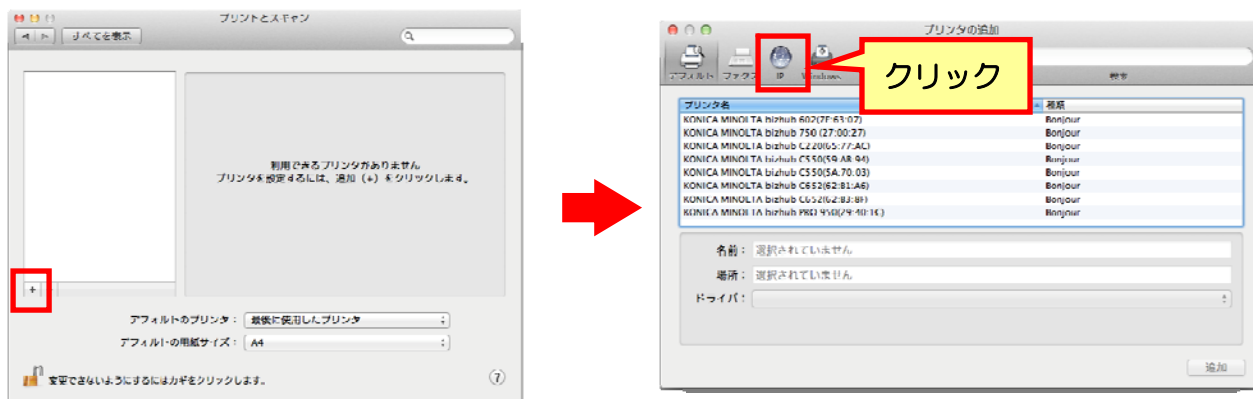 プリントとスキャン
すべてを表示
利用できるプリンタがありません
プリンタを設定するには、追加 (+) をクリックします。
+
デフォルトのプリンタ： 最後に使用したプリンタ
デフォルトの用紙サイズ： A4
変更できないようにするにはカギをクリックします。
?
プリンタの追加
デフォルト ファクス IP Windows 検索
クリック
プリンタ名 種類
KONICA MINOLTA bizhub 602(7F:63:07) Bonjour
KONICA MINOLTA bizhub 750 (27:00:27) Bonjour
KONICA MINOLTA bizhub C220(65:77:AC) Bonjour
KONICA MINOLTA bizhub C550(59:A8:94) Bonjour
KONICA MINOLTA bizhub C550(5A:70:03) Bonjour
KONICA MINOLTA bizhub C652(62:B1:A6) Bonjour
KONICA MINOLTA bizhub C652(62:B3:BF) Bonjour
KONICA MINOLTA bizhub PRO 950(29:40:1C) Bonjour
名前： 選択されていません
場所： 選択されていません
ドライバ：
追加